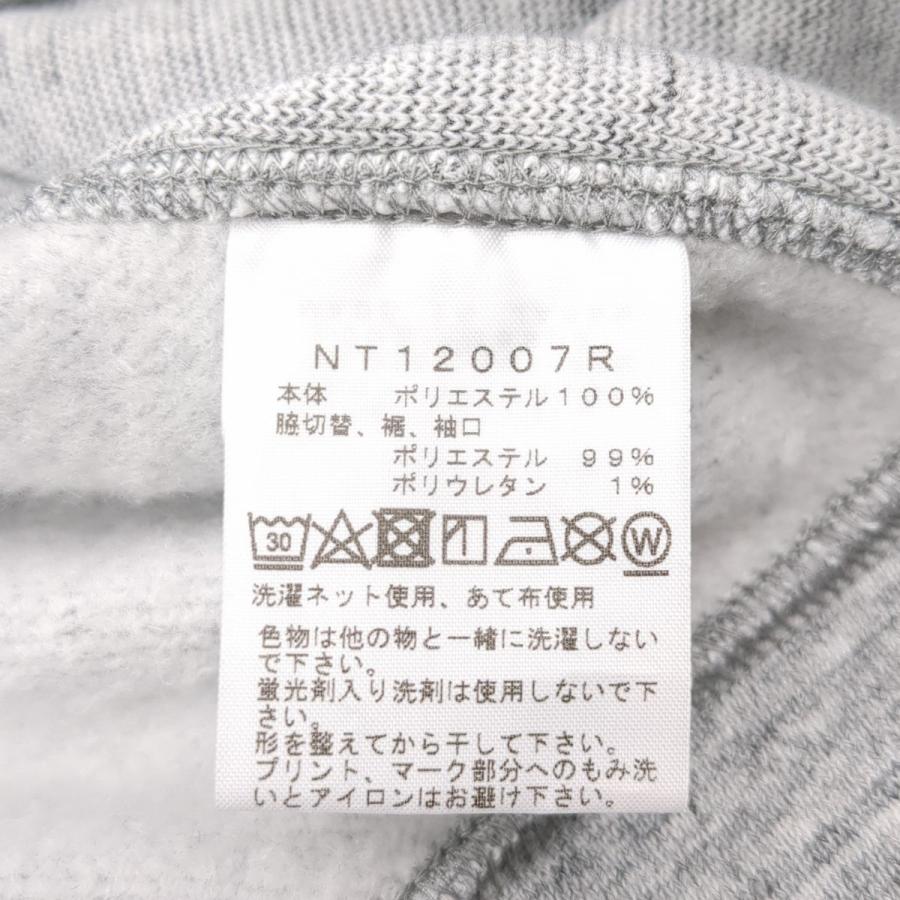 NT12007R
本体 ポリエステル100%
脇切替、裾、袖口
ポリエステル 99%
ポリウレタン 1%
30 W
洗濯ネット使用、あて布使用
色物は他の物と一緒に洗濯しない
で下さい。
蛍光剤入り洗剤は使用しないで下
さい。
形を整えてから干して下さい。
プリント、マーク部分へのもみ洗
いとアイロンはお避け下さい。